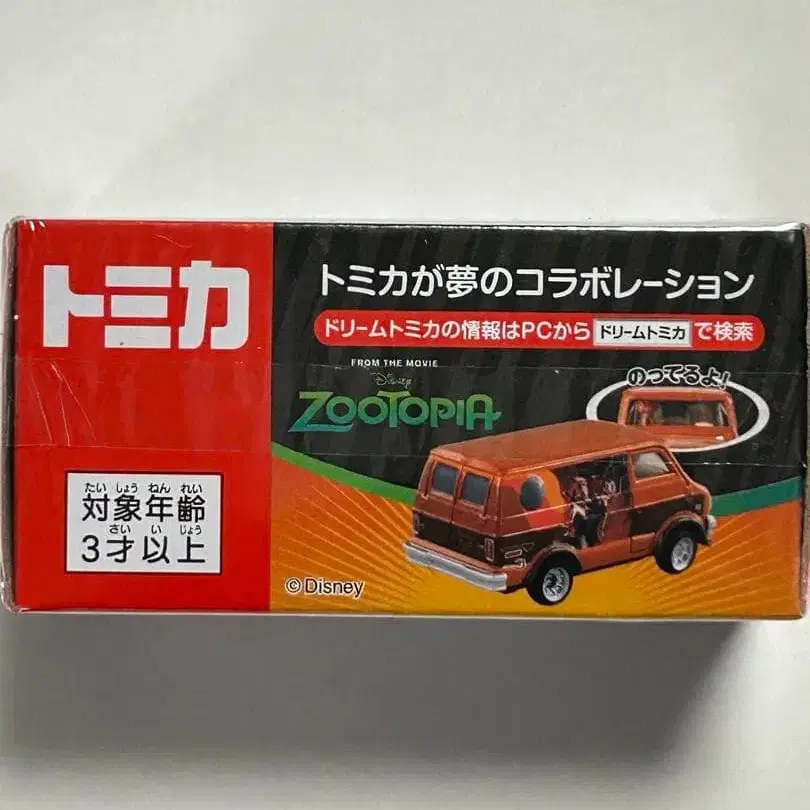 トミカ
トミカが夢のコラボレーション
ドリームトミカの情報はPCから ドリームトミカ で検索
FROM THE MOVIE
Disney
ZOOTOPIA
のってるよ!
たいしょうねんれい
対象年齢
さいいじょう
3才以上
©Disney